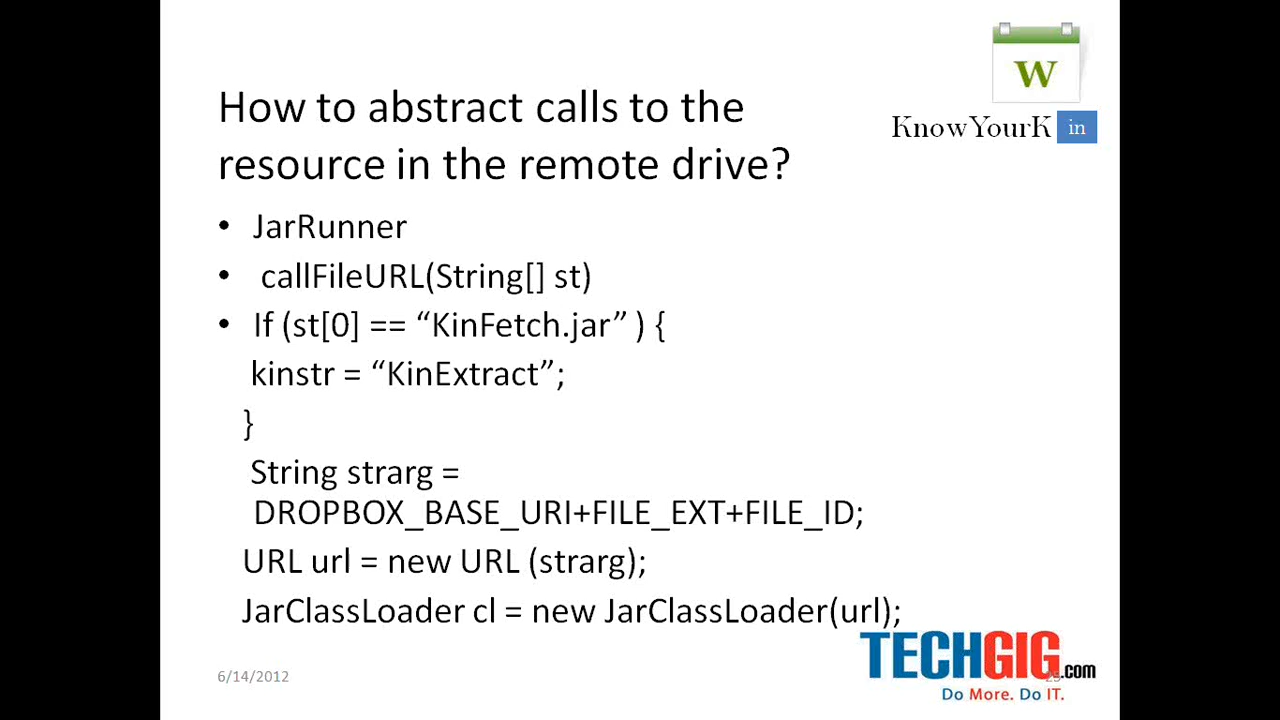 W
KnowYourK in
How to abstract calls to the
resource in the remote drive?
• JarRunner
• callFileURL(String[] st)
• If (st[0] == “KinFetch.jar” ) {
kinstr = “KinExtract”;
}
String strarg =
DROPBOX_BASE_URI+FILE_EXT+FILE_ID;
URL url = new URL (strarg);
JarClassLoader cl = new JarClassLoader(url);
TECHGIG.com
Do More. Do IT.
6/14/2012